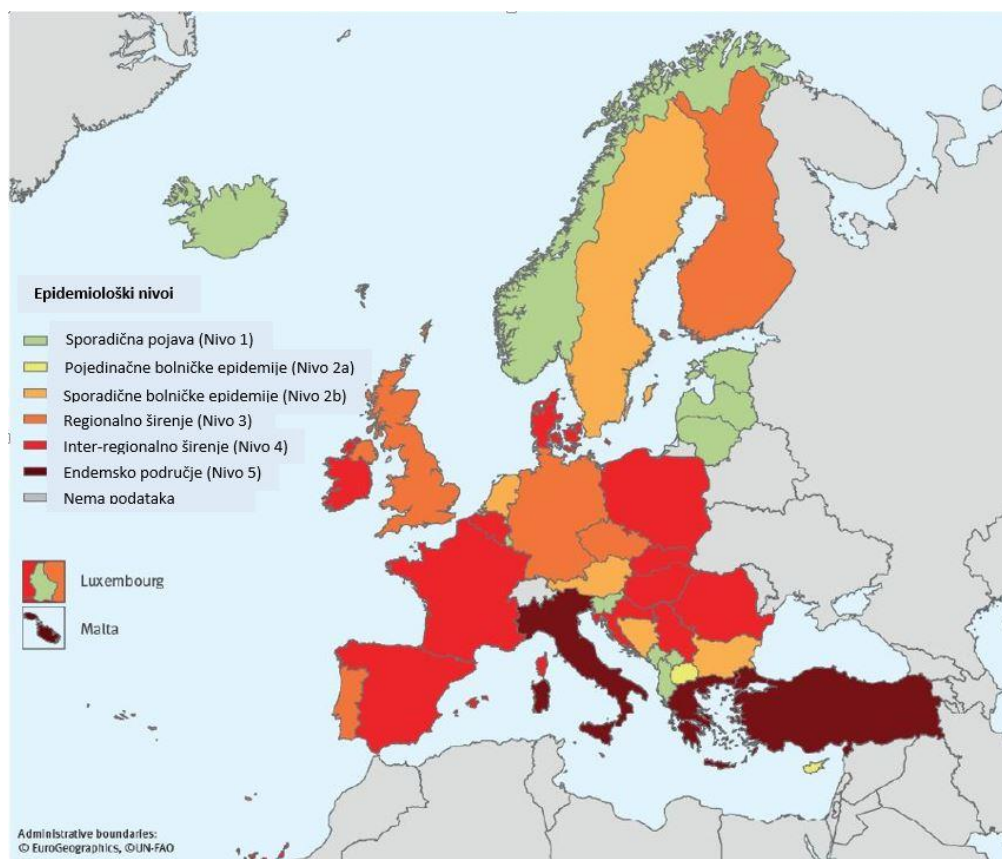 Epidemiološki nivoi
Sporadična pojava (Nivo 1)
Pojedinačne bolničke epidemije (Nivo 2a)
Sporadične bolničke epidemije (Nivo 2b)
Regionalno širenje (Nivo 3)
Inter-regionalno širenje (Nivo 4)
Endemsko područje (Nivo 5)
Nema podataka
Luxembourg
Malta
Administrative boundaries:
© EuroGeographics, ©UN-FAO